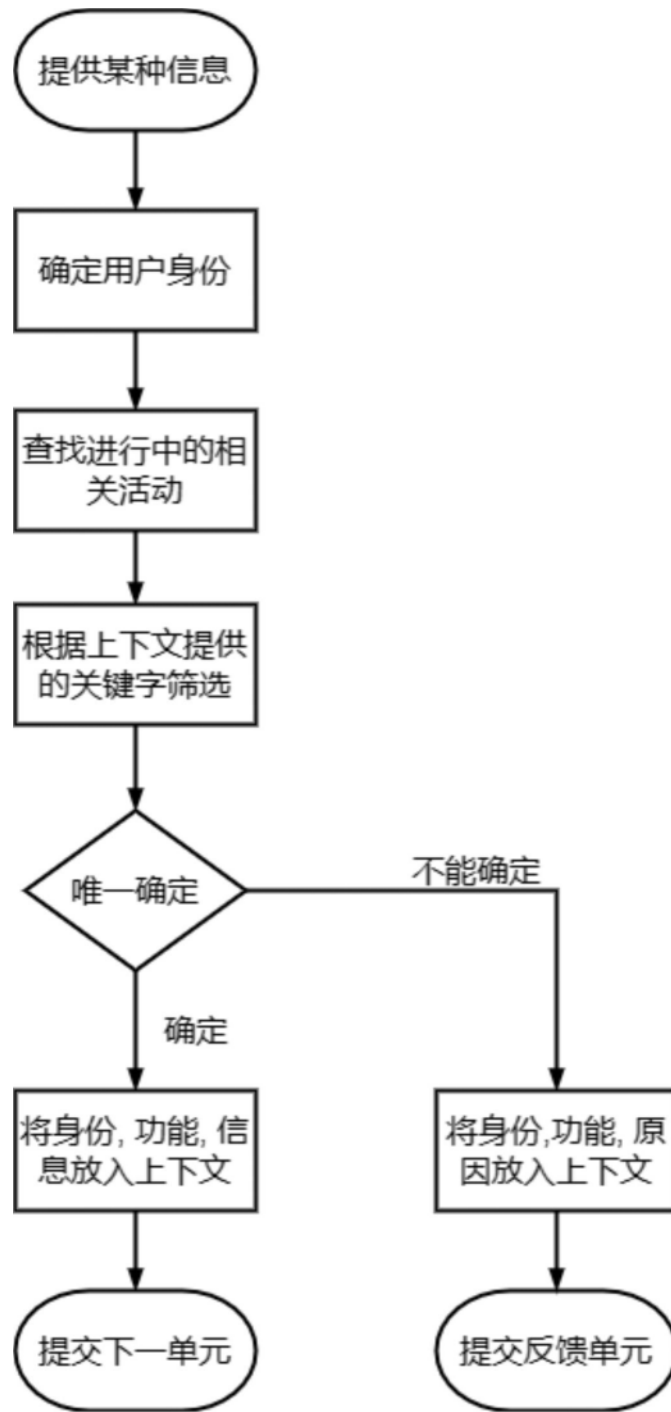 提供某种信息
确定用户身份
查找进行中的相
关活动
根据上下文提供
的关键字筛选
唯一确定
不能确定
确定
将身份, 功能, 信
息放入上下文
将身份,功能, 原
因放入上下文
提交下一单元
提交反馈单元